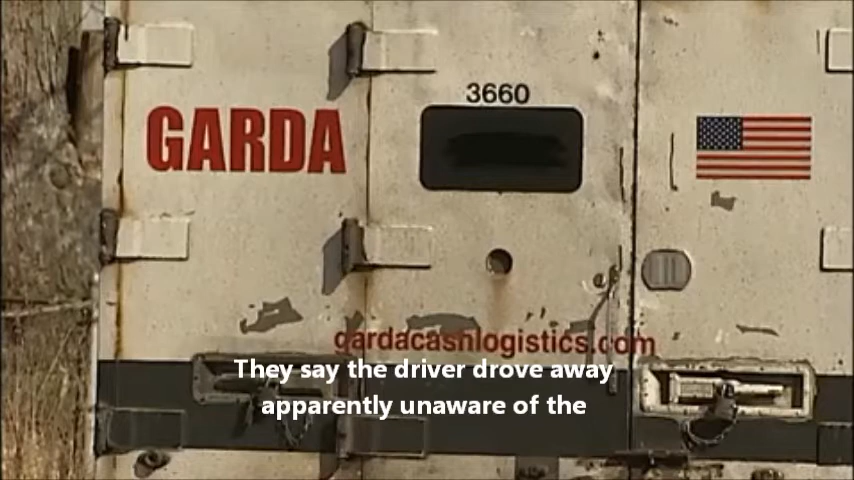 3660
GARDA
gardacashlogistics.com
They say the driver drove away
apparently unaware of the